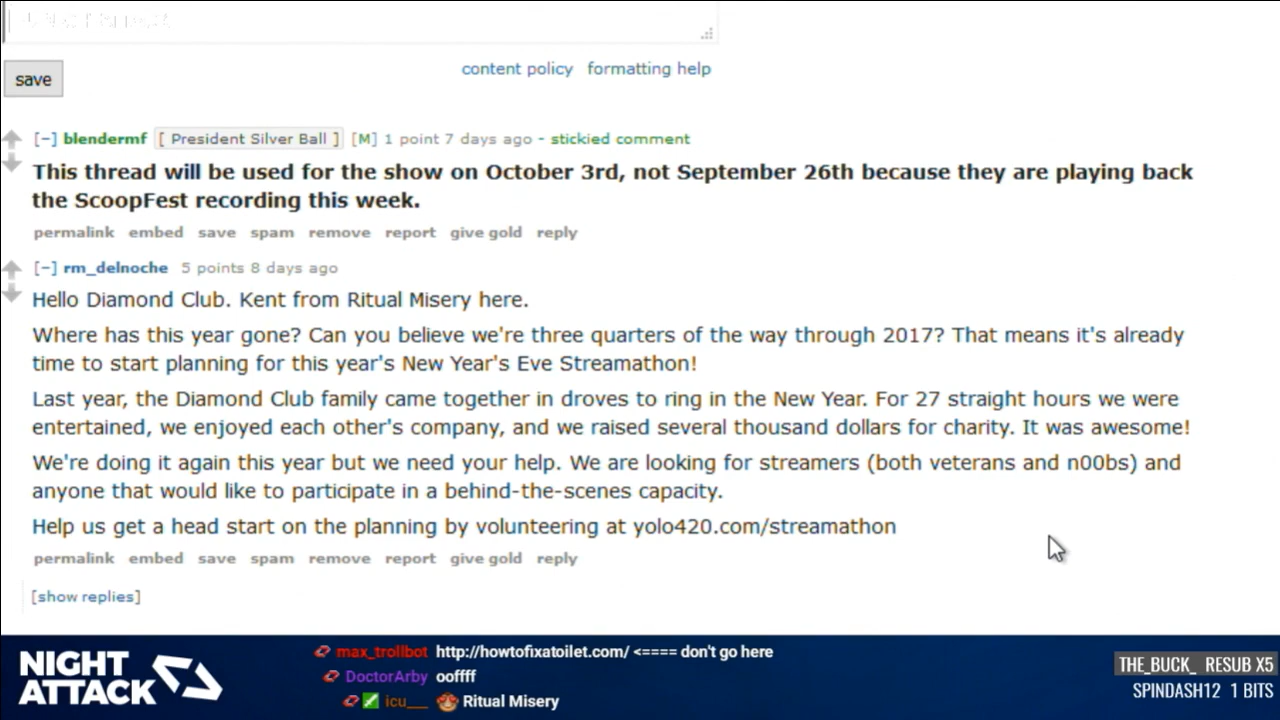 save
content policy formatting help
[−] blendermf [ President Silver Ball ] [M] 1 point 7 days ago - stickied comment
This thread will be used for the show on October 3rd, not September 26th because they are playing back
the ScoopFest recording this week.
permalink embed save spam remove report give gold reply
[−] rm_delnoche 5 points 8 days ago
Hello Diamond Club. Kent from Ritual Misery here.
Where has this year gone? Can you believe we're three quarters of the way through 2017? That means it's already
time to start planning for this year's New Year's Eve Streamathon!
Last year, the Diamond Club family came together in droves to ring in the New Year. For 27 straight hours we were
entertained, we enjoyed each other's company, and we raised several thousand dollars for charity. It was awesome!
We're doing it again this year but we need your help. We are looking for streamers (both veterans and n00bs) and
anyone that would like to participate in a behind-the-scenes capacity.
Help us get a head start on the planning by volunteering at yolo420.com/streamathon
permalink embed save spam remove report give gold reply
[show replies]
NIGHT
ATTACK
max_trollbot http://howtofixatoilet.com/ <==== don't go here
DoctorArby ooffff
icu__ Ritual Misery
THE_BUCK_ RESUB X5
SPINDASH12 1 BITS